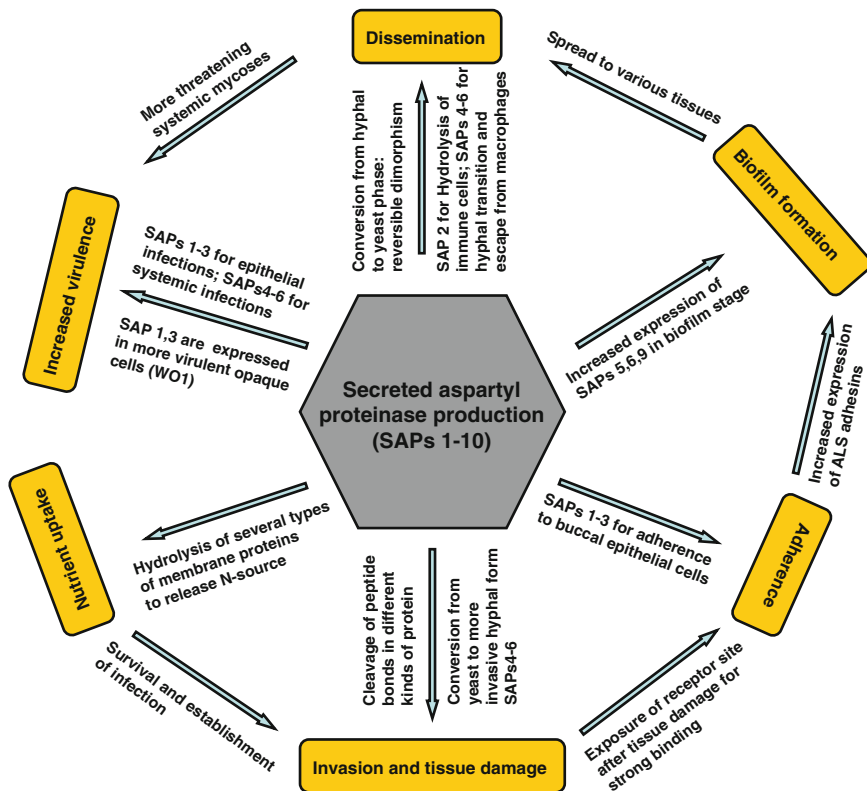 Dissemination
More threatening
systemic mycoses
Spread to various tissues
Conversion from hyphal
to yeast phase:
reversible dimorphism
SAP 2 for Hydrolysis of
immune cells; SAPs 4-6 for
hyphal transition and
escape from macrophages
Biofilm formation
Increased virulence
SAPs 1-3 for epithelial
infections; SAPs4-6 for
systemic infections
SAP 1,3 are expressed
in more virulent opaque
cells (WO1)
Increased expression of
SAPs 5,6,9 in biofilm stage
Increased expression
of ALS adhesins
Secreted aspartyl
proteinase production
(SAPs 1-10)
Nutrient uptake
Hydrolysis of several types
of membrane proteins
to release N-source
SAPs 1-3 for adherence
to buccal epithelial cells
Adherence
Cleavage of peptide
bonds in different
kinds of protein
Conversion from
yeast to more
invasive hyphal form
SAPs4-6
Survival and establishment
of infection
Exposure of receptor site
after tissue damage for
strong binding
Invasion and tissue damage